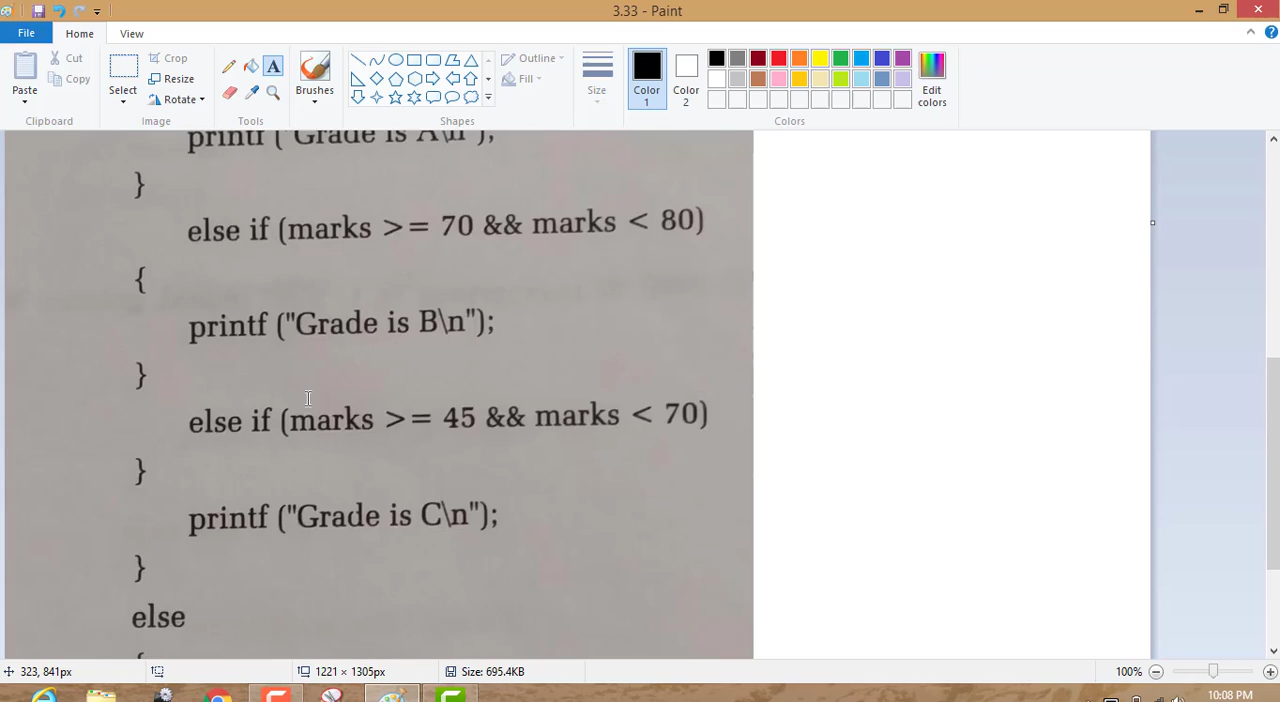 3.33 - Paint
File
Home
View
Paste
Cut
Copy
Clipboard
Select
Crop
Resize
Rotate
Image
A
Tools
Brushes
Outline
Fill
Shapes
Size
Color 1
Color 2
Edit colors
Colors
printf ("Grade is A\n");
}
else if (marks >= 70 && marks < 80)
{
printf ("Grade is B\n");
}
else if (marks >= 45 && marks < 70)
}
printf ("Grade is C\n");
}
else
{
323, 841px
1221 × 1305px
Size: 695.4KB
100%
10:08 PM